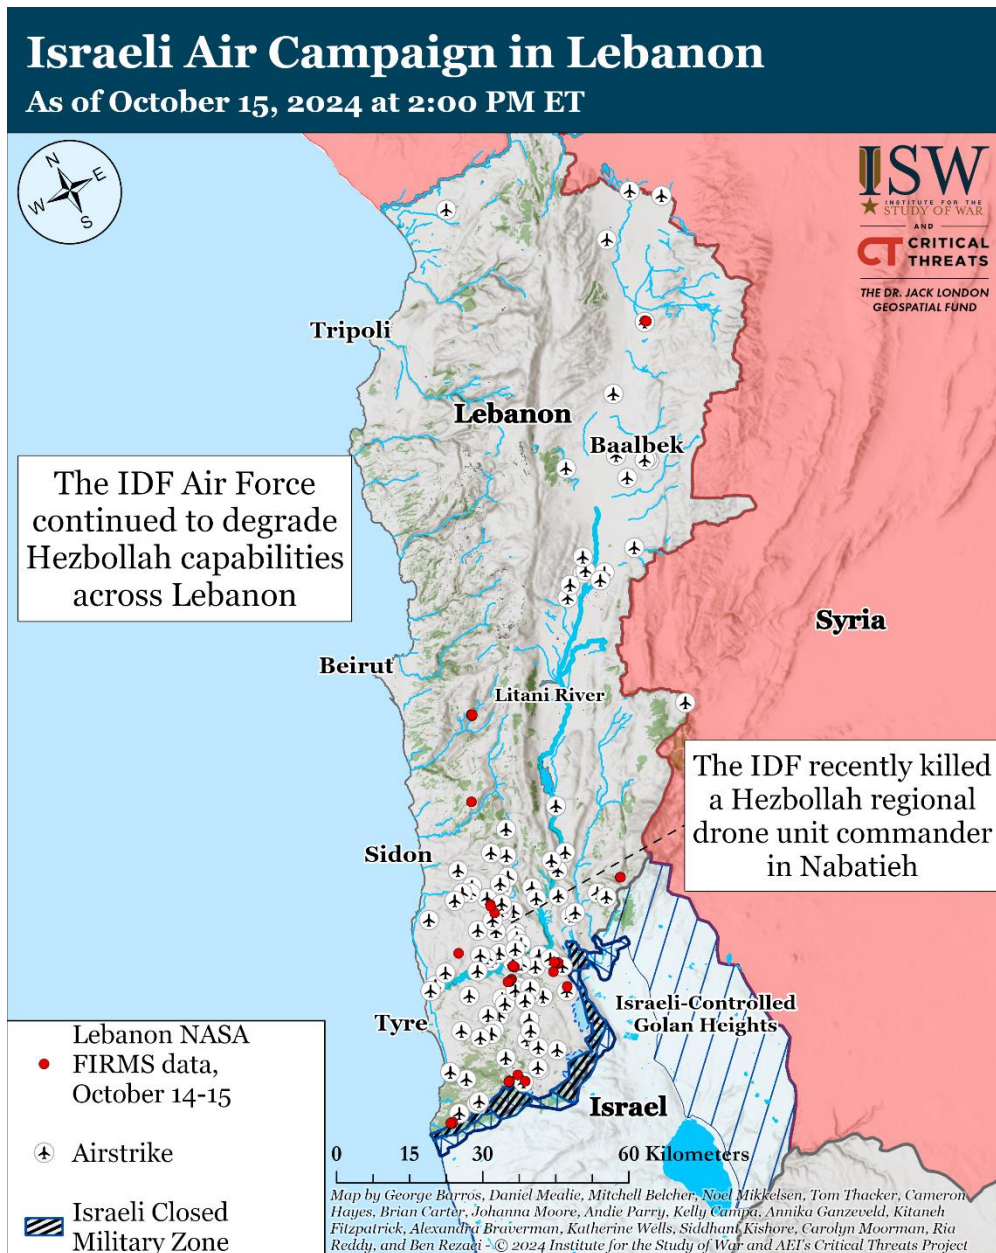 Israeli Air Campaign in Lebanon
As of October 15, 2024 at 2:00 PM ET
N
E
W
S
ISW
INSTITUTE FOR THE
STUDY OF WAR
AND
CT CRITICAL
THREATS
THE DR. JACK LONDON
GEOSPATIAL FUND
Tripoli
Lebanon
Baalbek
The IDF Air Force
continued to degrade
Hezbollah capabilities
across Lebanon
Syria
Beirut
Litani River
The IDF recently killed
a Hezbollah regional
drone unit commander
in Nabatieh
Sidon
Israeli-Controlled
Golan Heights
Tyre
Lebanon NASA
FIRMS data,
October 14-15
Airstrike
Israeli Closed
Military Zone
Israel
0 15 30 60 Kilometers
Map by George Barros, Daniel Mealie, Mitchell Belcher, Noel Mikkelsen, Tom Thacker, Cameron
Hayes, Brian Carter, Johanna Moore, Andie Parry, Kelly Campa, Annika Ganzeveld, Kitaneh
Fitzpatrick, Alexandra Braverman, Katherine Wells, Siddhant Kishore, Carolyn Moorman, Ria
Reddy, and Ben Rezaei - © 2024 Institute for the Study of War and AEI's Critical Threats Project